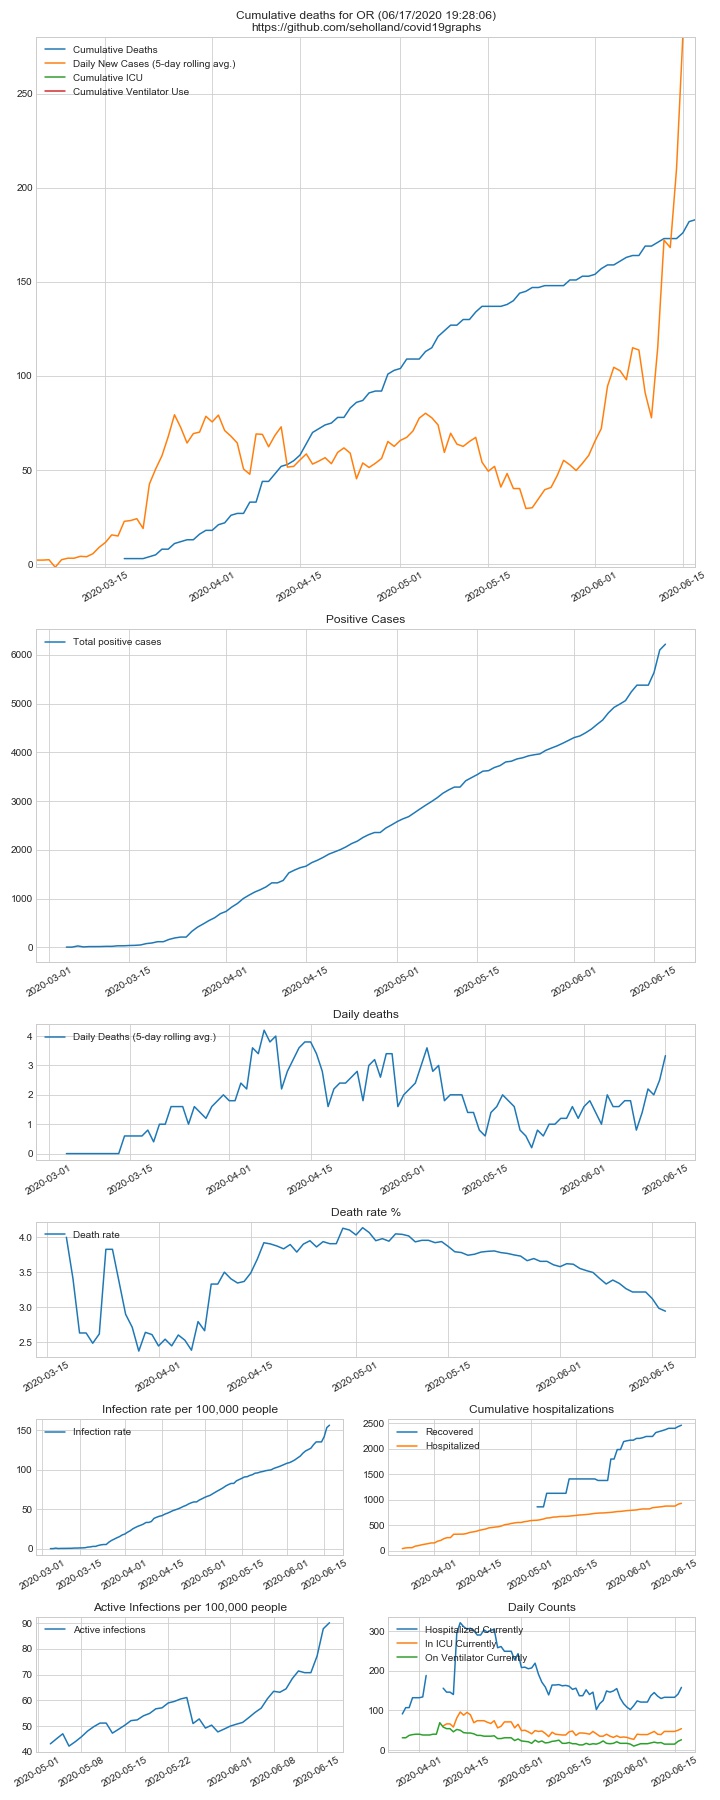 Cumulative deaths for OR (06/17/2020 19:28:06)
https://github.com/seholland/covid19graphs
Cumulative Deaths
Daily New Cases (5-day rolling avg.)
Cumulative ICU
Cumulative Ventilator Use
250
200
150
100
50
0
2020-03-15 2020-04-01 2020-04-15 2020-05-01 2020-05-15 2020-06-01 2020-06-15
Positive Cases
Total positive cases
6000
5000
4000
3000
2000
1000
0
2020-03-01 2020-03-15 2020-04-01 2020-04-15 2020-05-01 2020-05-15 2020-06-01 2020-06-15
Daily deaths
Daily Deaths (5-day rolling avg.)
4
3
2
1
0
2020-03-01 2020-03-15 2020-04-01 2020-04-15 2020-05-01 2020-05-15 2020-06-01 2020-06-15
Death rate %
Death rate
4.0
3.5
3.0
2.5
2020-03-15 2020-04-01 2020-04-15 2020-05-01 2020-05-15 2020-06-01 2020-06-15
Infection rate per 100,000 people
Infection rate
150
100
50
0
2020-03-01 2020-03-15 2020-04-01 2020-04-15 2020-05-01 2020-05-15 2020-06-01 2020-06-15
Cumulative hospitalizations
Recovered
Hospitalized
2500
2000
1500
1000
500
0
2020-04-01 2020-04-15 2020-05-01 2020-05-15 2020-06-01 2020-06-15
Active Infections per 100,000 people
Active infections
90
80
70
60
50
40
2020-05-01 2020-05-08 2020-05-15 2020-05-22 2020-06-01 2020-06-08 2020-06-15
Daily Counts
Hospitalized Currently
In ICU Currently
On Ventilator Currently
300
200
100
0
2020-04-01 2020-04-15 2020-05-01 2020-05-15 2020-06-01 2020-06-15